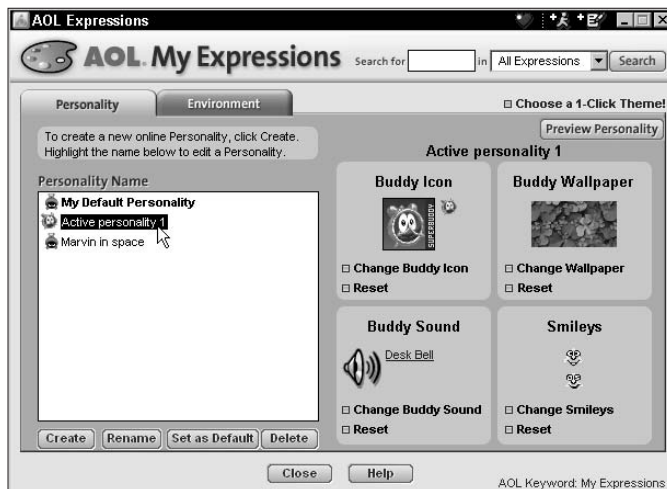 AOL Expressions
AOL. My Expressions
Search for
in
All Expressions
Search
Personality
Environment
Choose a 1-Click Theme!
To create a new online Personality, click Create.
Highlight the name below to edit a Personality.
Preview Personality
Active personality 1
Personality Name
My Default Personality
Active personality 1
Marvin in space
Buddy Icon
SUPERBUDDY
Change Buddy Icon
Reset
Buddy Wallpaper
Change Wallpaper
Reset
Buddy Sound
Desk Bell
Change Buddy Sound
Reset
Smileys
Change Smileys
Reset
Create
Rename
Set as Default
Delete
Close
Help
AOL Keyword: My Expressions